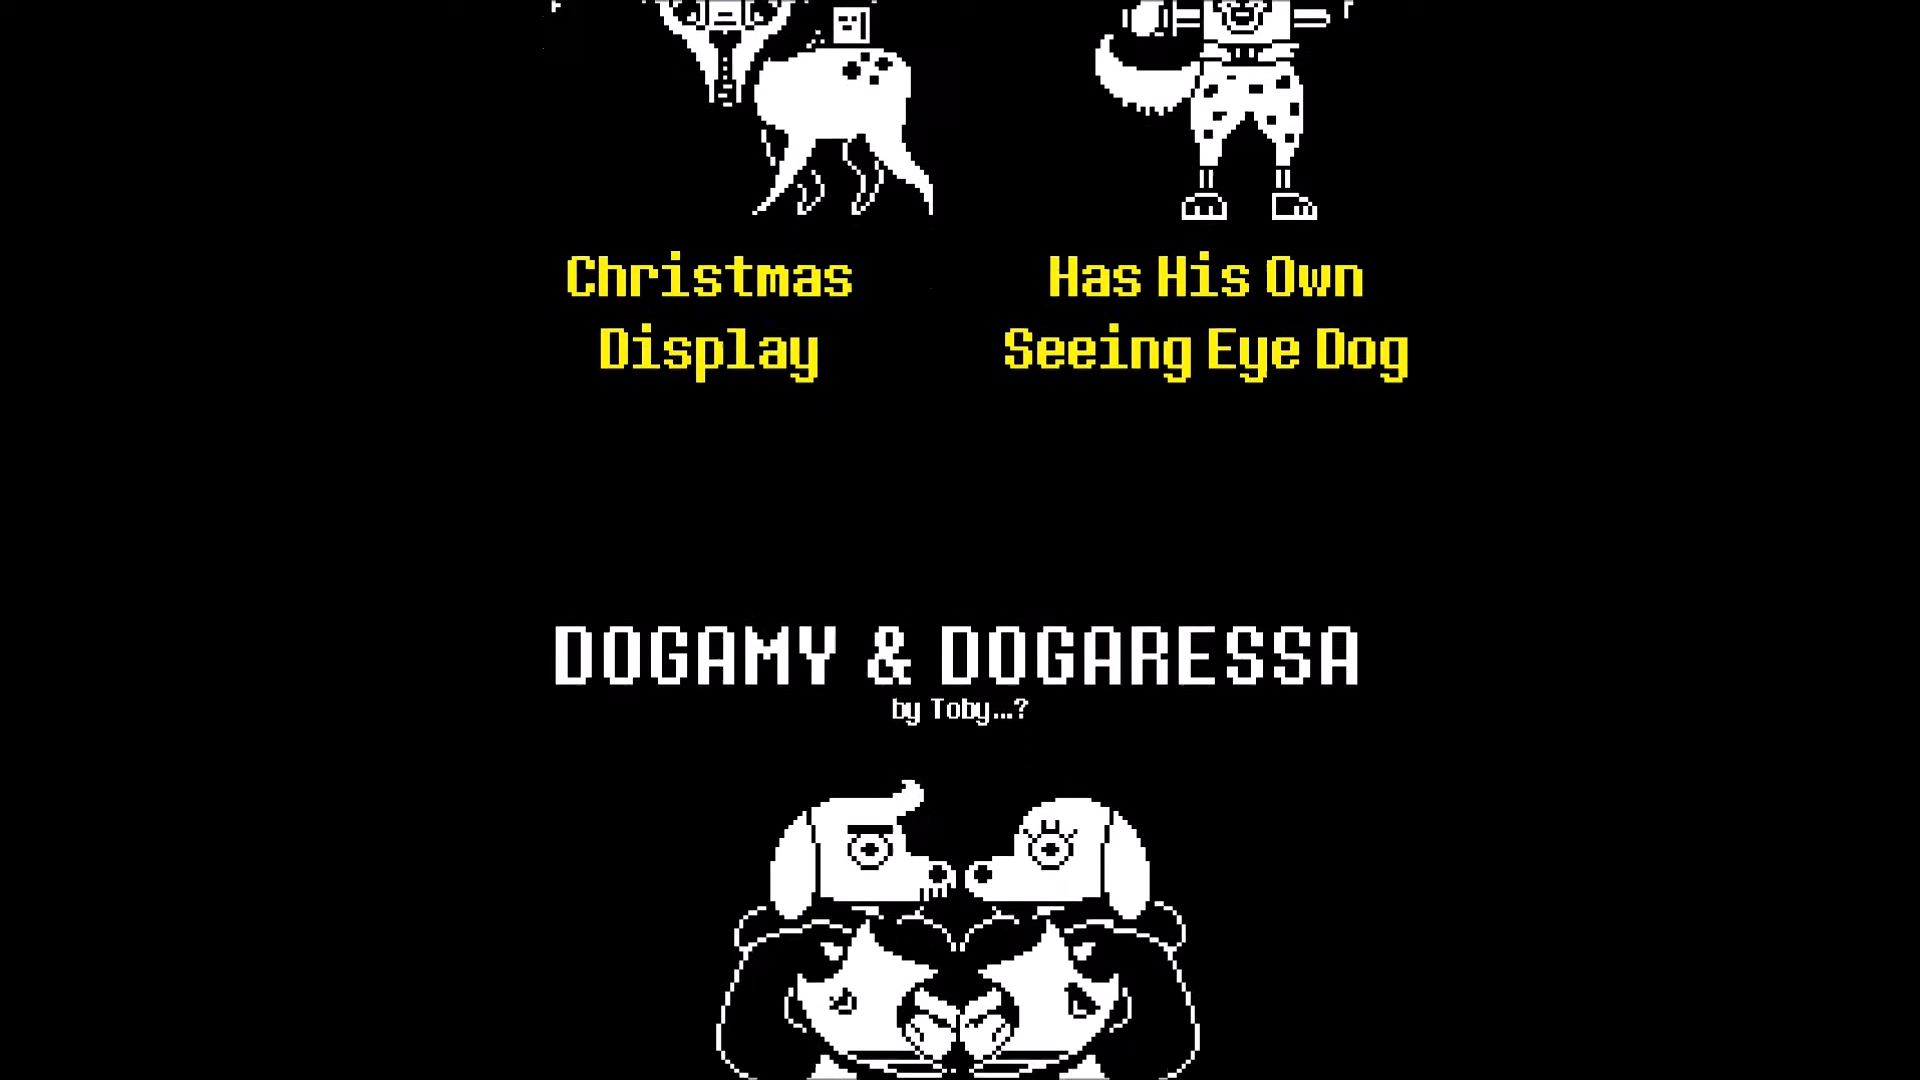 Christmas
Display
Has His Own
Seeing Eye Dog
DOGAMY & DOGARESSA
by Toby...?